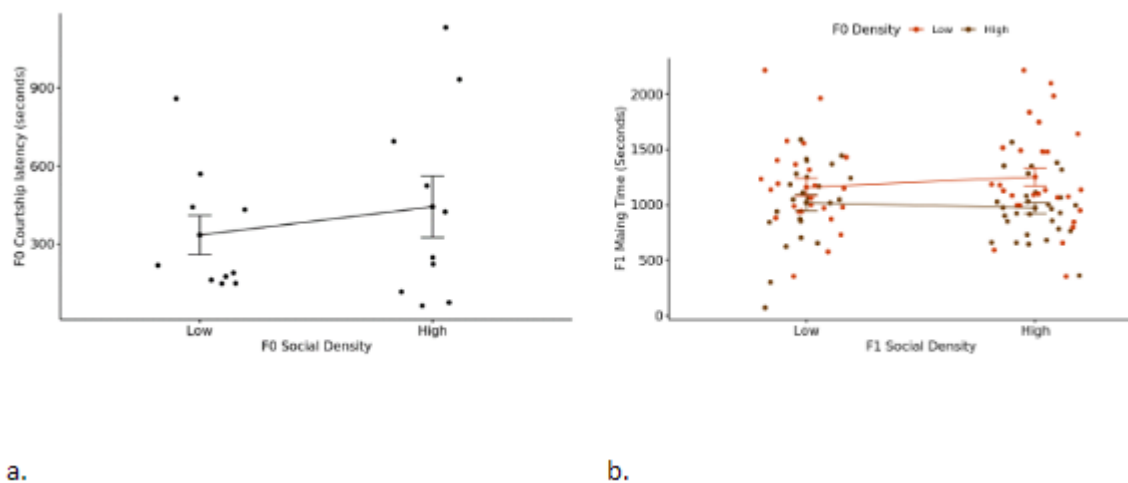 F0 Courtship latency (seconds)
900
600
300
Low
High
F0 Social Density
F0 Density
Low
High
F1 Maing Time (Seconds)
2000
1500
1000
500
0
Low
High
F1 Social Density
a.
b.